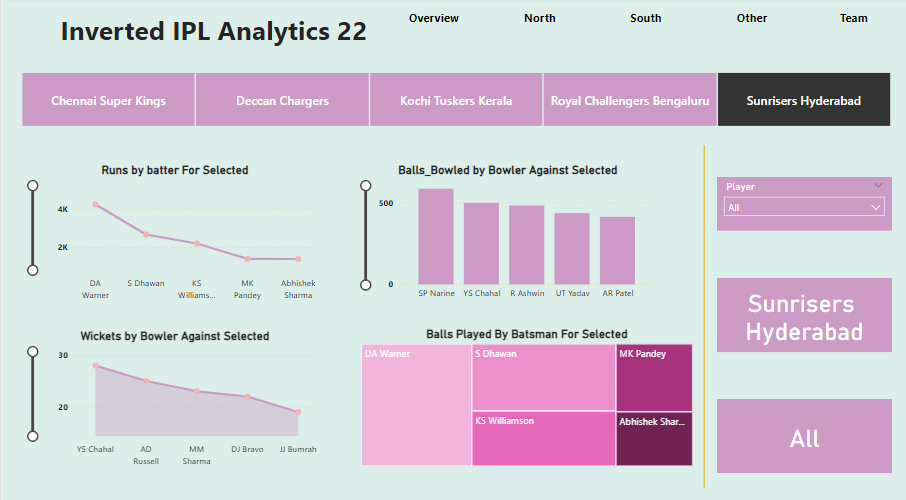 Inverted IPL Analytics 22
Overview
North
South
Other
Team
Chennai Super Kings
Deccan Chargers
Kochi Tuskers Kerala
Royal Challengers Bengaluru
Sunrisers Hyderabad
Runs by batter For Selected
4K
2K
DA
Warner
S Dhawan
KS
Williams...
MK
Pandey
Abhishek
Sharma
Balls_Bowled by Bowler Against Selected
500
0
SP Narine
YS Chahal
R Ashwin
UT Yadav
AR Patel
Player
All
Sunrisers
Hyderabad
Wickets by Bowler Against Selected
30
20
YS Chahal
AD
Russell
MM
Sharma
DJ Bravo
JJ Bumrah
Balls Played By Batsman For Selected
DA Warner
S Dhawan
KS Williamson
MK Pandey
Abhishek Shar...
All